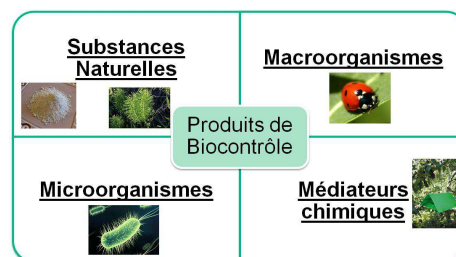 Substances
Naturelles
Macroorganismes
Produits de
Biocontrôle
Microorganismes
Médiateurs
chimiques